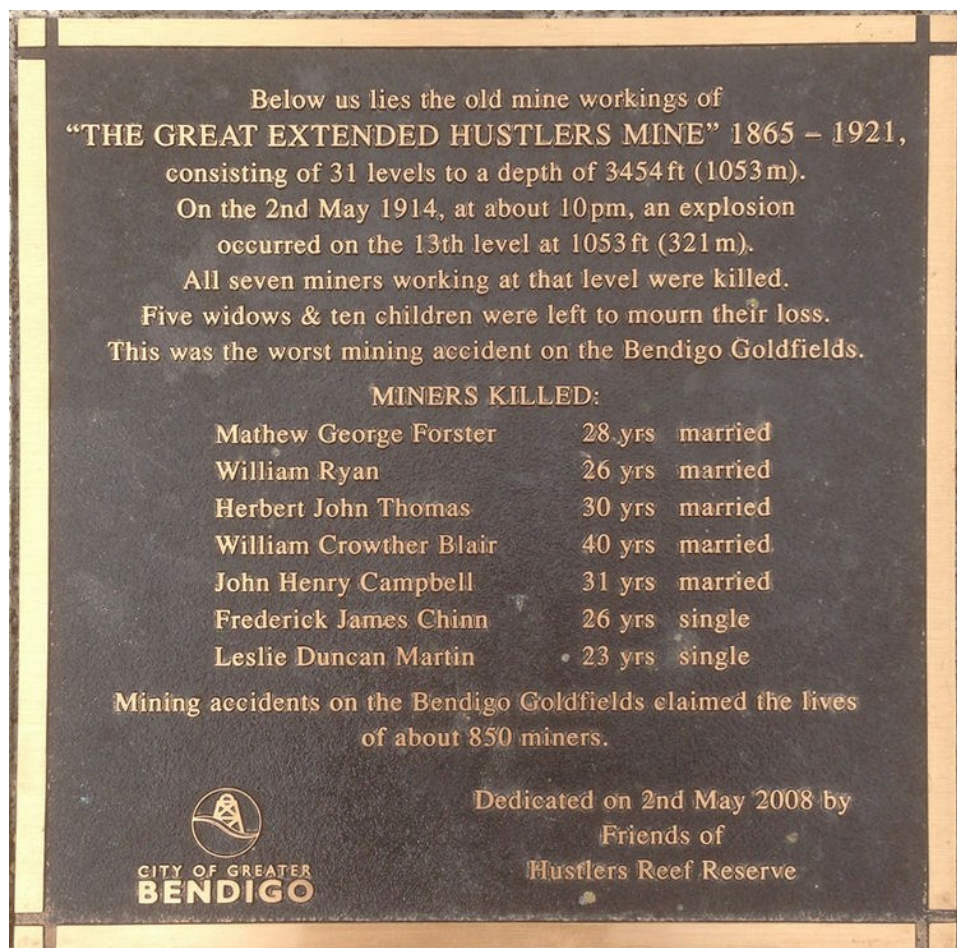 Below us lies the old mine workings of
“THE GREAT EXTENDED HUSTLERS MINE” 1865 – 1921,
consisting of 31 levels to a depth of 3454 ft (1053 m).
On the 2nd May 1914, at about 10pm, an explosion
occurred on the 13th level at 1053 ft (321 m).
All seven miners working at that level were killed.
Five widows & ten children were left to mourn their loss.
This was the worst mining accident on the Bendigo Goldfields.
MINERS KILLED:
Mathew George Forster 28 yrs married
William Ryan 26 yrs married
Herbert John Thomas 30 yrs married
William Crowther Blair 40 yrs married
John Henry Campbell 31 yrs married
Frederick James Chinn 26 yrs single
Leslie Duncan Martin 23 yrs single
Mining accidents on the Bendigo Goldfields claimed the lives
of about 850 miners.
CITY OF GREATER
BENDIGO
Dedicated on 2nd May 2008 by
Friends of
Hustlers Reef Reserve